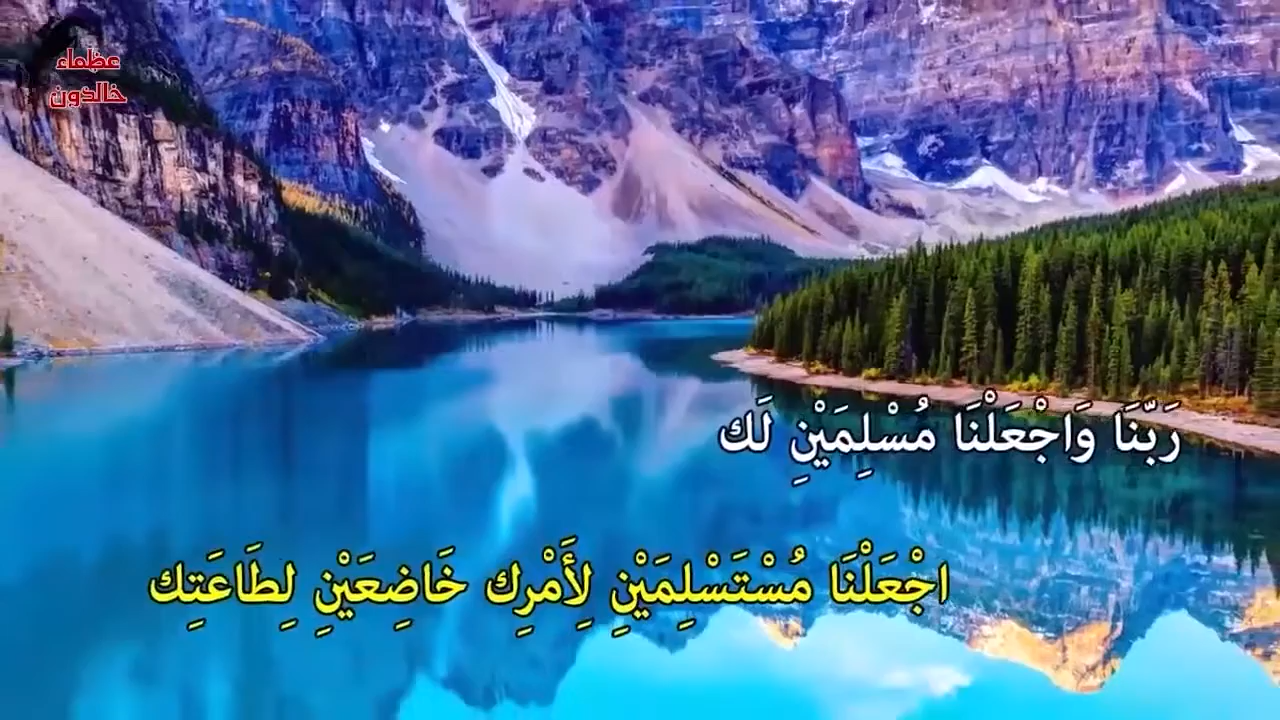 عظماء
خالدون
رَبّنَا وَاجْعَلْنَا مُسْلِمَيْنِ لَك
اجْعَلْنَا مُسْتَسْلِمَيْنِ لِأَمْرِك خَاضِعَيْنِ لِطَاعَتِك